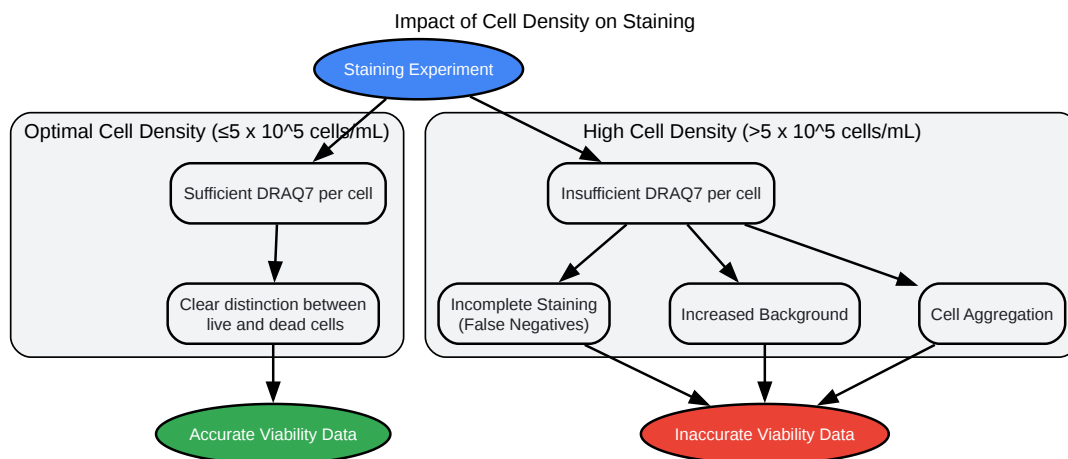 Impact of Cell Density on Staining
Staining Experiment
Optimal Cell Density (≤5 x 10^5 cells/mL)
Sufficient DRAQ7 per cell
Clear distinction between
live and dead cells
Accurate Viability Data
High Cell Density (>5 x 10^5 cells/mL)
Insufficient DRAQ7 per cell
Incomplete Staining
(False Negatives)
Increased Background
Cell Aggregation
Inaccurate Viability Data